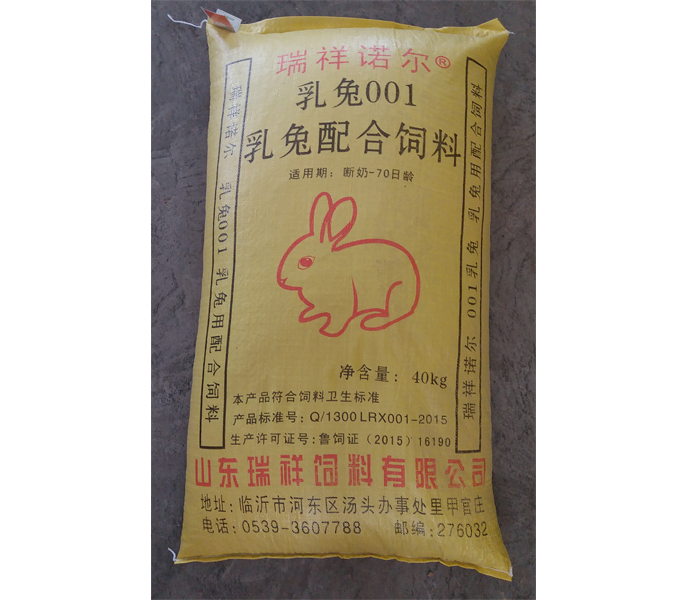 瑞祥诺尔®
乳兔001
乳兔配合饲料
适用期：断奶-70日龄
瑞祥诺尔 乳兔001 乳兔用配合饲料
瑞祥诺尔 001乳兔 乳兔用配合饲料
净含量：40kg
本产品符合饲料卫生标准
产品标准号：Q/1300LRX001-2015
生产许可证号：鲁饲证（2015）16190
山东瑞祥饲料有限公司
地址：临沂市河东区汤头办事处里甲官庄
电话：0539-3607788 邮编：276032